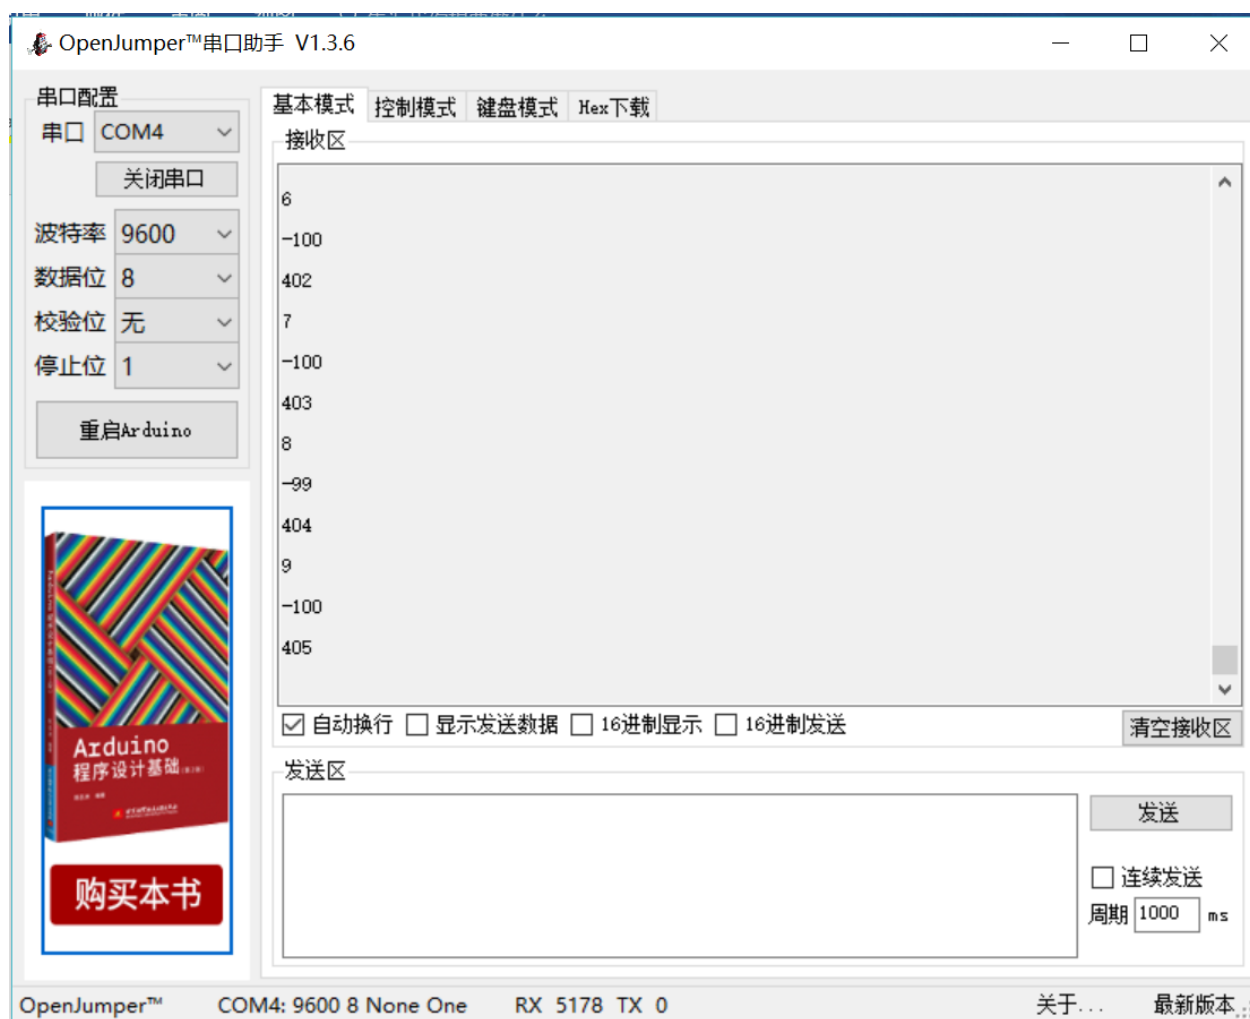 OpenJumper™串口助手 V1.3.6
串口配置
串口 COM4
关闭串口
波特率 9600
数据位 8
校验位 无
停止位 1
重启Arduino
Arduino
程序设计基础
购买本书
基本模式 控制模式 键盘模式 Hex下载
接收区
6
-100
402
7
-100
403
8
-99
404
9
-100
405
自动换行 显示发送数据 16进制显示 16进制发送
清空接收区
发送区
发送
连续发送
周期 1000 ms
OpenJumper™ COM4: 9600 8 None One RX 5178 TX 0 关于... 最新版本